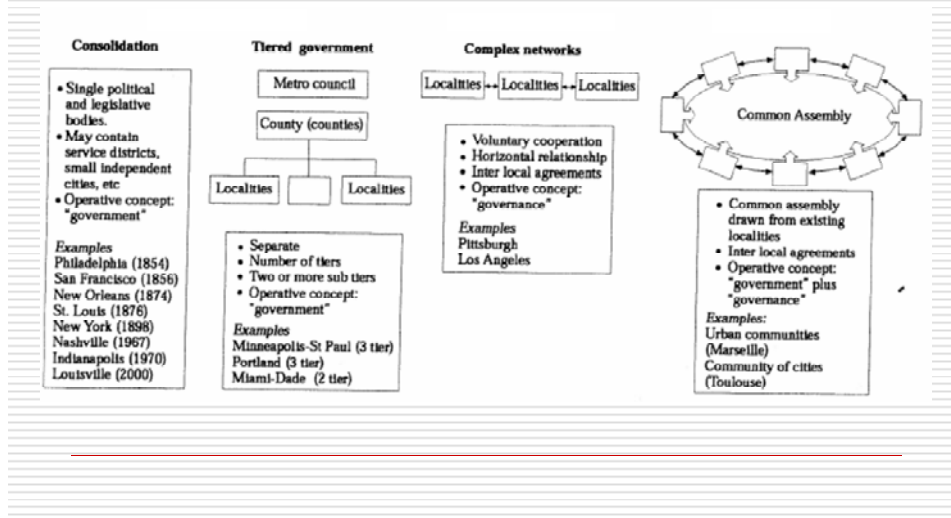 Consolidation
• Single political
and legislative
bodies.
• May contain
service districts,
small independent
cities, etc
• Operative concept:
"government"
Examples
Philadelphia (1854)
San Francisco (1856)
New Orleans (1874)
St. Louis (1876)
New York (1898)
Nashville (1967)
Indianapolis (1970)
Louisville (2000)
Tiered government
Metro council
County (counties)
Localities
Localities
• Separate
• Number of tiers
• Two or more sub tiers
• Operative concept:
"government"
Examples
Minneapolis-St Paul (3 tier)
Portland (3 tier)
Miami-Dade (2 tier)
Complex networks
Localities Localities Localities
• Voluntary cooperation
• Horizontal relationship
• Inter local agreements
• Operative concept:
"governance"
Examples
Pittsburgh
Los Angeles
Common Assembly
• Common assembly
drawn from existing
localities
• Inter local agreements
• Operative concept:
"government" plus
"governance"
Examples:
Urban communities
(Marseille)
Community of cities
(Toulouse)